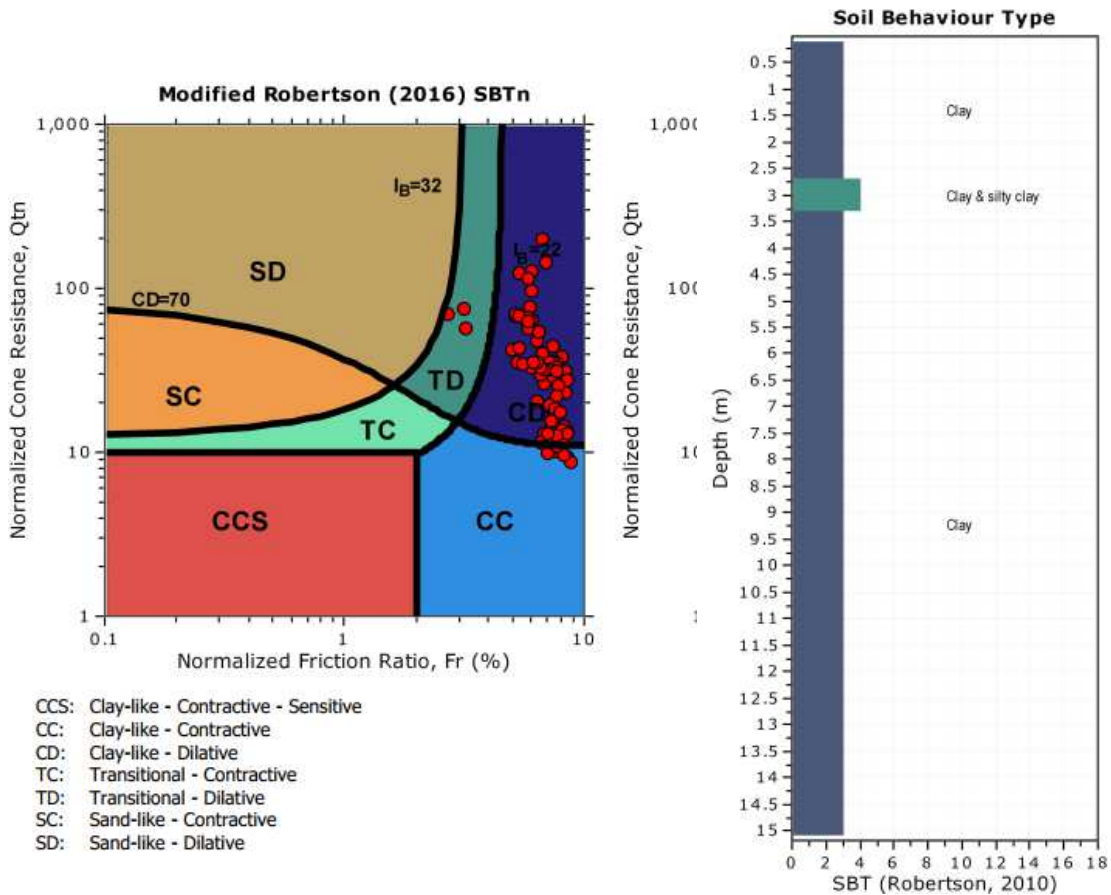 Modified Robertson (2016) SBTn
Normalized Cone Resistance, Qtn
1,000
100
10
1
IB=32
SD
IB=22
CD=70
SC
TD
CD
TC
CCS
CC
0.1
1
10
Normalized Friction Ratio, Fr (%)
CCS: Clay-like - Contractive - Sensitive
CC: Clay-like - Contractive
CD: Clay-like - Dilative
TC: Transitional - Contractive
TD: Transitional - Dilative
SC: Sand-like - Contractive
SD: Sand-like - Dilative
Normalized Cone Resistance, Qtn
1,000
100
10
1
Soil Behaviour Type
Depth (m)
0.5
1
1.5
2
2.5
3
3.5
4
4.5
5
5.5
6
6.5
7
7.5
8
8.5
9
9.5
10
10.5
11
11.5
12
12.5
13
13.5
14
14.5
15
Clay
Clay & silty clay
Clay
0 2 4 6 8 10 12 14 16 18
SBT (Robertson, 2010)